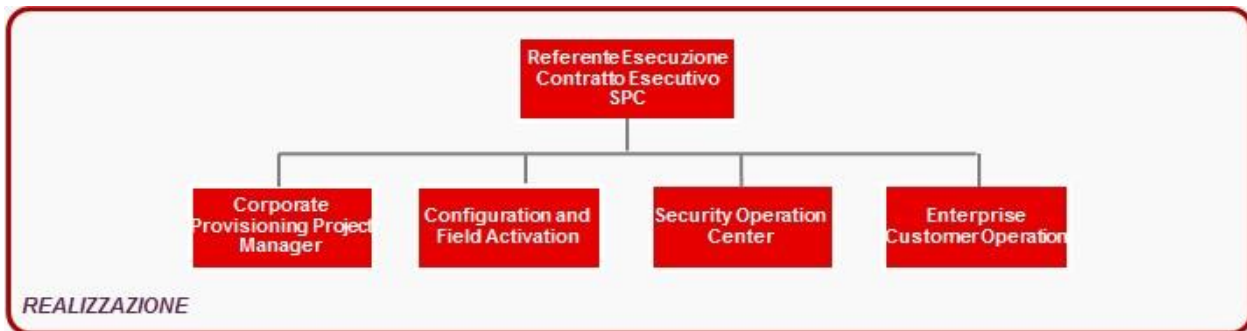 Referente Esecuzione
Contratto Esecutivo
SPC
Corporate
Provisioning Project
Manager
Configuration and
Field Activation
Security Operation
Center
Enterprise
Customer Operation
REALIZZAZIONE